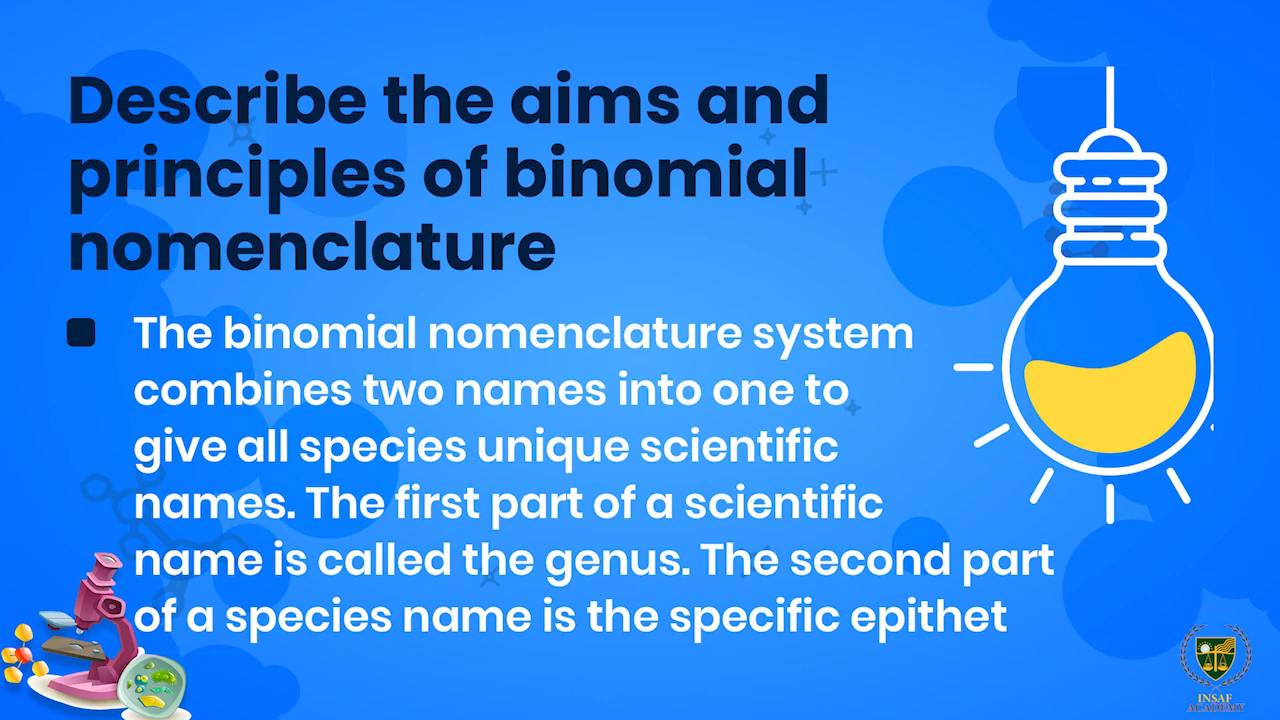 Describe the aims and
principles of binomial
nomenclature
The binomial nomenclature system
combines two names into one to
give all species unique scientific
names. The first part of a scientific
name is called the genus. The second part
of a species name is the specific epithet
INSAF
ACADEMY